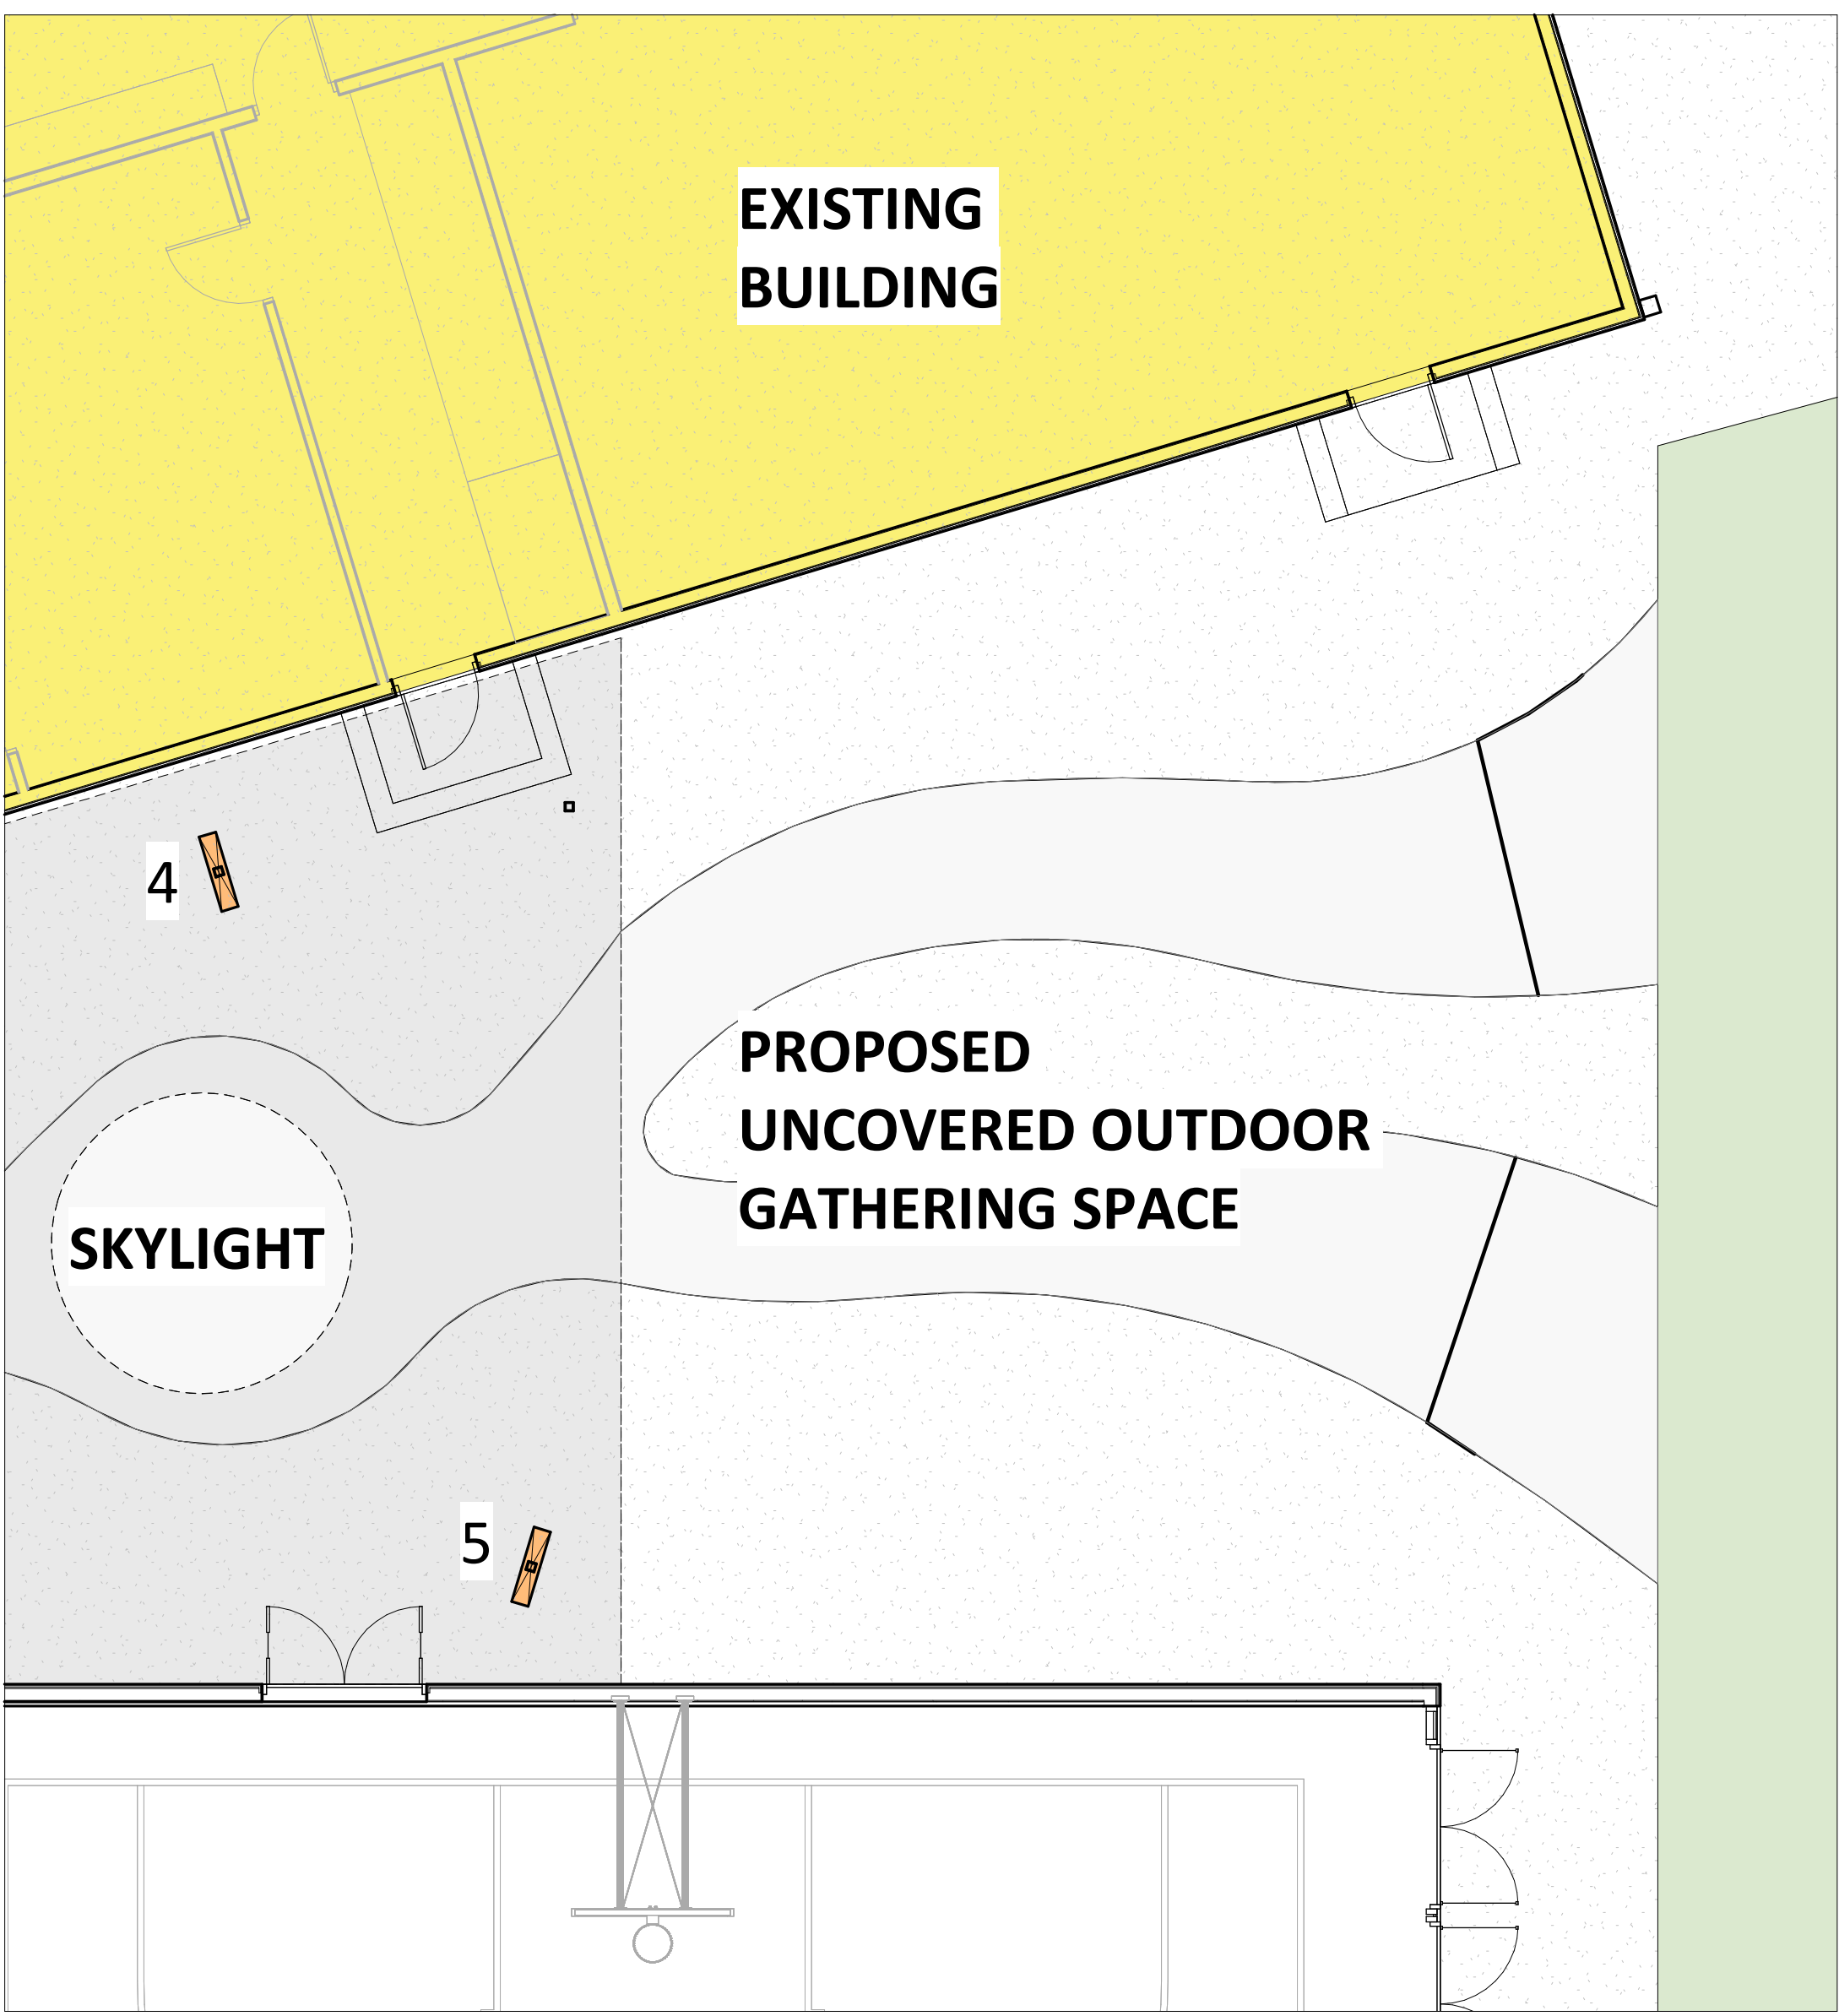 EXISTING
BUILDING
4
PROPOSED
UNCOVERED OUTDOOR
GATHERING SPACE
SKYLIGHT
5